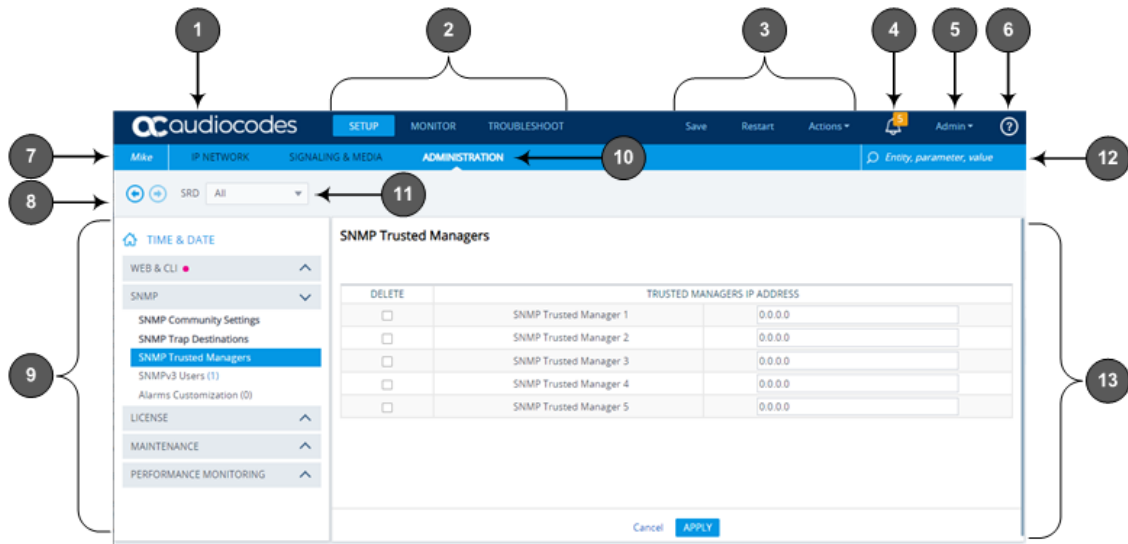 1 2 3 4 5 6
audiocodes SETUP MONITOR TROUBLESHOOT Save Restart Actions 5 Admin ?
7 Mike IP NETWORK SIGNALING & MEDIA ADMINISTRATION 10 Entity, parameter, value 12
8 SRD All 11
TIME & DATE
WEB & CLI
SNMP
SNMP Community Settings
SNMP Trap Destinations
SNMP Trusted Managers
SNMPv3 Users (1)
Alarms Customization (0)
LICENSE
MAINTENANCE
PERFORMANCE MONITORING
9
SNMP Trusted Managers
DELETE TRUSTED MANAGERS IP ADDRESS
SNMP Trusted Manager 1 0.0.0.0
SNMP Trusted Manager 2 0.0.0.0
SNMP Trusted Manager 3 0.0.0.0
SNMP Trusted Manager 4 0.0.0.0
SNMP Trusted Manager 5 0.0.0.0
13
Cancel APPLY